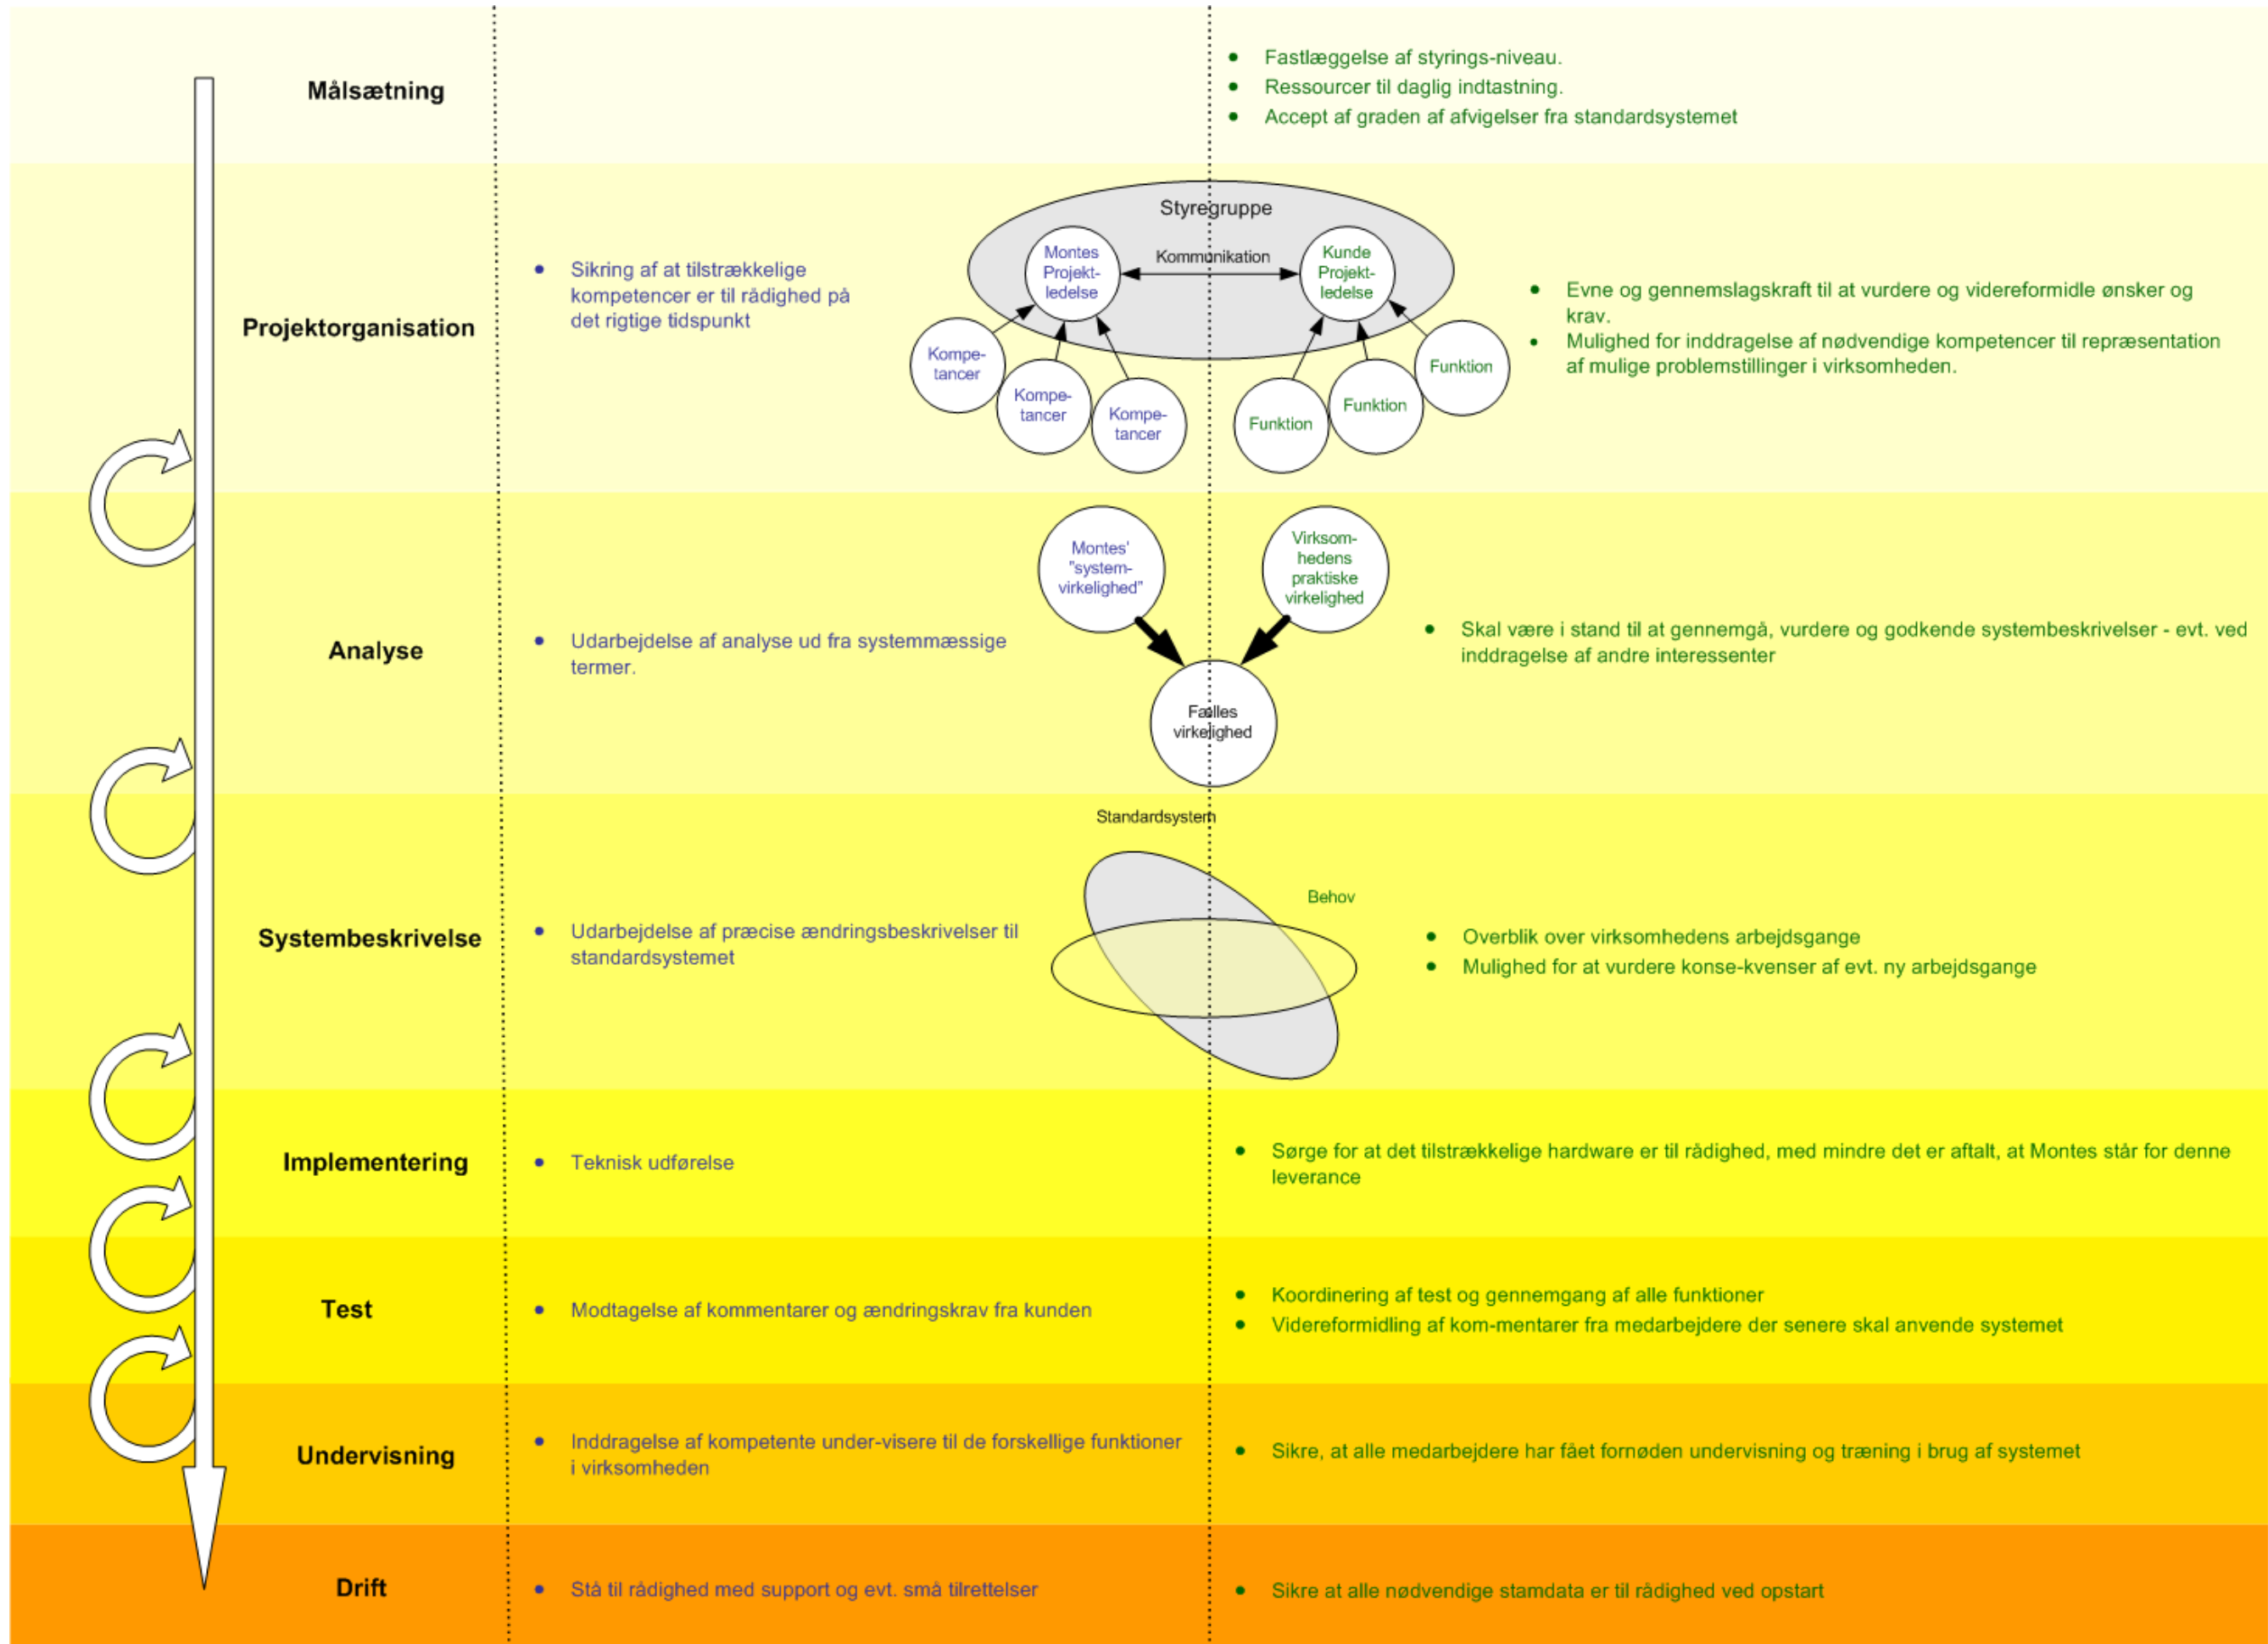 Målsætning
Fastlæggelse af styrings-niveau.
Ressourcer til daglig indtastning.
Accept af graden af afvigelser fra standardsystemet
Projektorganisation
Sikring af at tilstrækkelige
kompetencer er til rådighed på
det rigtige tidspunkt
Styregruppe
Montes
Projekt-
ledelse
Kommunikation
Kunde
Projekt-
ledelse
Kompe-
tancer
Kompe-
tancer
Kompe-
tancer
Funktion
Funktion
Funktion
Evne og gennemslagskraft til at vurdere og videreformidle ønsker og
krav.
Mulighed for inddragelse af nødvendige kompetencer til repræsentation
af mulige problemstillinger i virksomheden.
Analyse
Udarbejdelse af analyse ud fra systemmæssige
termer.
Montes'
"system-
virkelighed"
Virksom-
hedens
praktiske
virkelighed
Fælles
virkelighed
Skal være i stand til at gennemgå, vurdere og godkende systembeskrivelser - evt. ved
inddragelse af andre interessenter
Systembeskrivelse
Udarbejdelse af præcise ændringsbeskrivelser til
standardsystemet
Standardsystem
Behov
Overblik over virksomhedens arbejdsgange
Mulighed for at vurdere konse-kvenser af evt. ny arbejdsgange
Implementering
Teknisk udførelse
Sørge for at det tilstrækkelige hardware er til rådighed, med mindre det er aftalt, at Montes står for denne
leverance
Test
Modtagelse af kommentarer og ændringskrav fra kunden
Koordinering af test og gennemgang af alle funktioner
Videreformidling af kom-mentarer fra medarbejdere der senere skal anvende systemet
Undervisning
Inddragelse af kompetente under-visere til de forskellige funktioner
i virksomheden
Sikre, at alle medarbejdere har fået fornøden undervisning og træning i brug af systemet
Drift
Stå til rådighed med support og evt. små tilrettelser
Sikre at alle nødvendige stamdata er til rådighed ved opstart